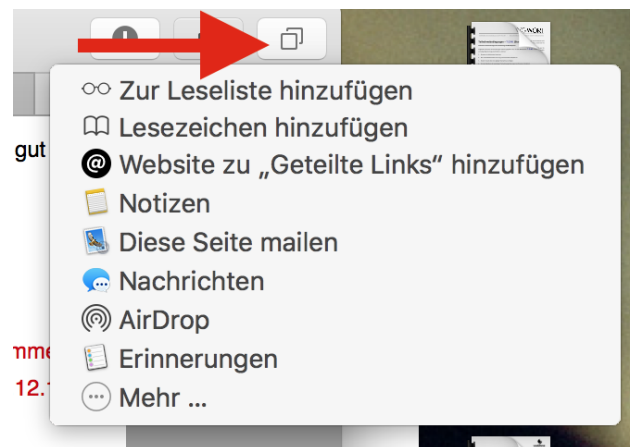 Zur Leseliste hinzufügen
Lesezeichen hinzufügen
gut
@ Website zu „Geteilte Links“ hinzufügen
Notizen
Diese Seite mailen
Nachrichten
AirDrop
Erinnerungen
12.
Mehr ...